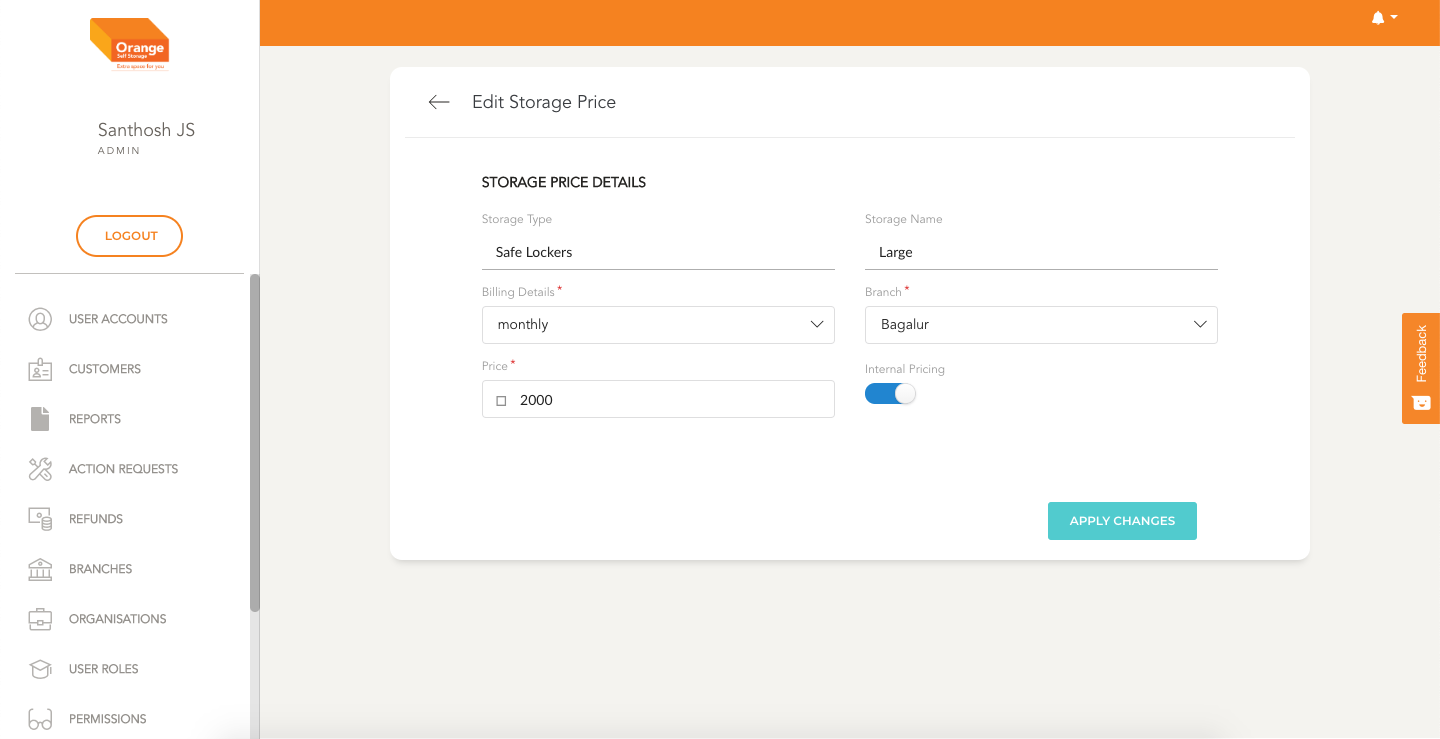 Orange
Self Storage
Extra space for you
Santhosh JS
ADMIN
LOGOUT
USER ACCOUNTS
CUSTOMERS
REPORTS
ACTION REQUESTS
REFUNDS
BRANCHES
ORGANISATIONS
USER ROLES
PERMISSIONS
Edit Storage Price
STORAGE PRICE DETAILS
Storage Type
Storage Name
Safe Lockers
Large
Billing Details *
Branch *
monthly
Bagalur
Price *
Internal Pricing
2000
APPLY CHANGES
Feedback